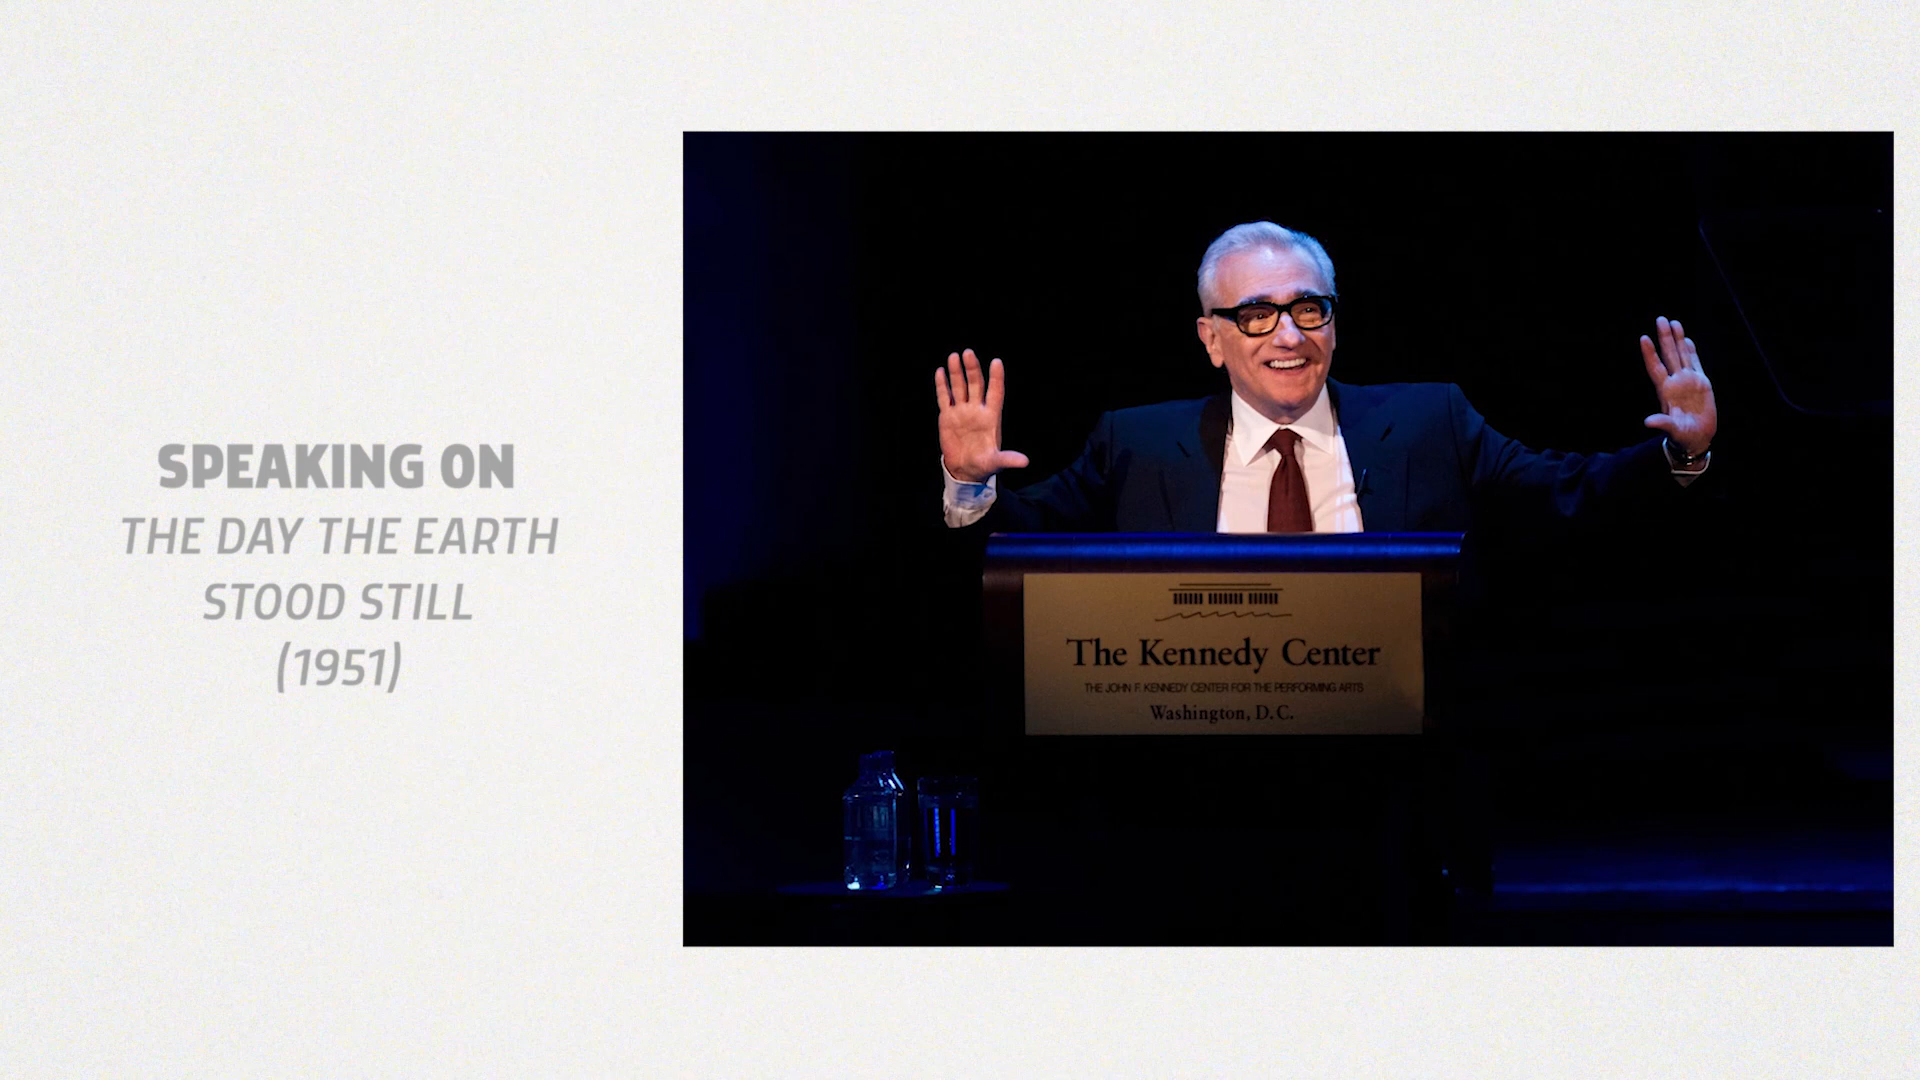 SPEAKING ON
THE DAY THE EARTH
STOOD STILL
(1951)
The Kennedy Center
THE JOHN F. KENNEDY CENTER FOR THE PERFORMING ARTS
Washington, D.C.